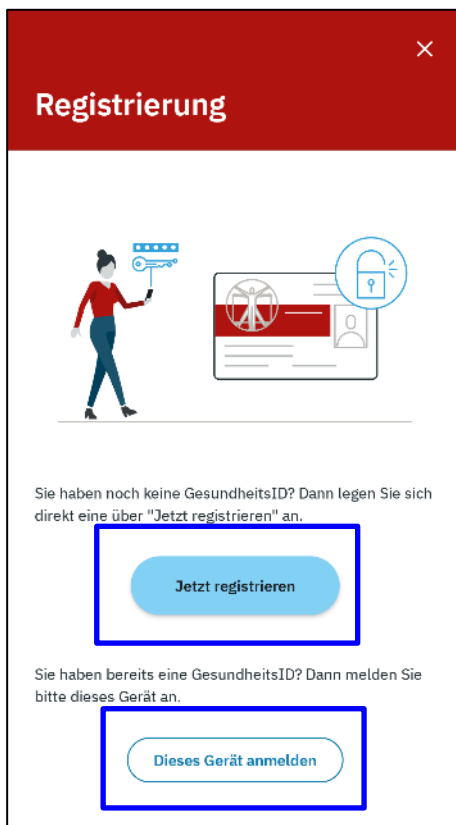 Registrierung
Sie haben noch keine GesundheitsID? Dann legen Sie sich
direkt eine über "Jetzt registrieren" an.
Jetzt registrieren
Sie haben bereits eine GesundheitsID? Dann melden Sie
bitte dieses Gerät an.
Dieses Gerät anmelden